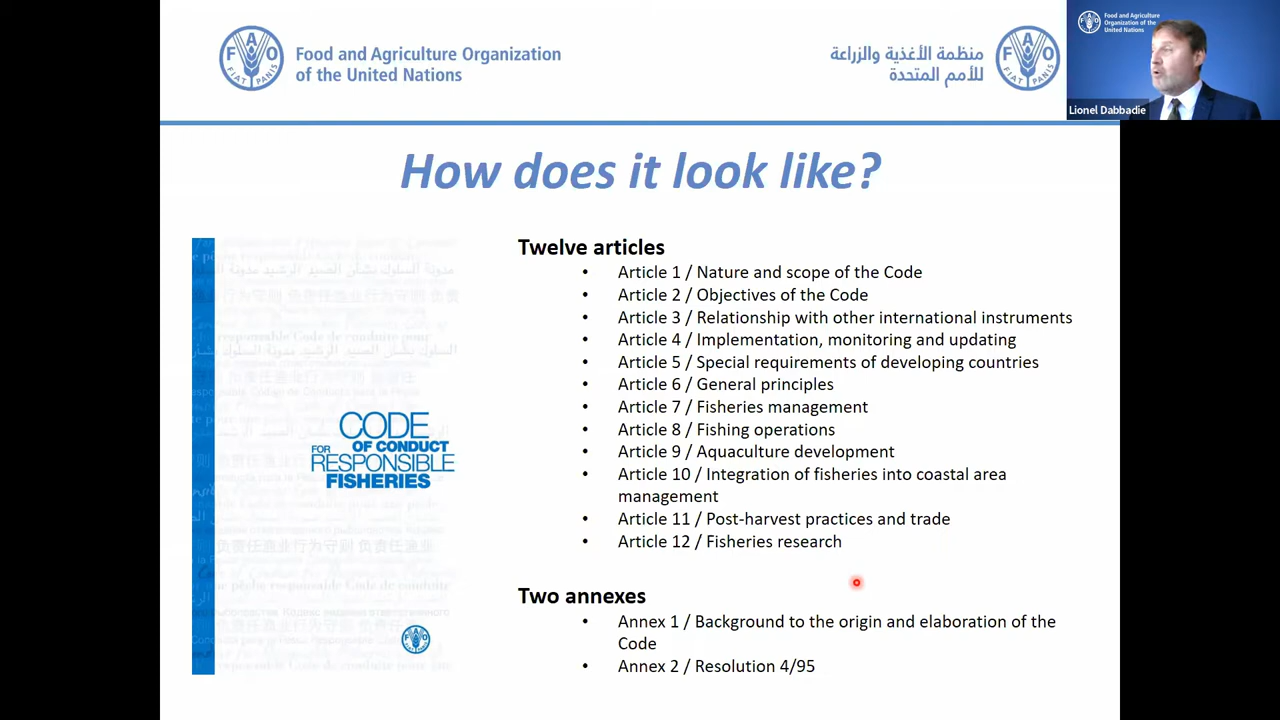 FAO
FIAT PANIS
Food and Agriculture Organization
of the United Nations
منظمة الأغذية والزراعة
للأمم المتحدة
FAO
FIAT PANIS
Food and Agriculture
Organization of the
United Nations
Lionel Dabbadie
How does it look like?
CODE
OF CONDUCT
FOR
RESPONSIBLE
FISHERIES
Twelve articles
• Article 1 / Nature and scope of the Code
• Article 2 / Objectives of the Code
• Article 3 / Relationship with other international instruments
• Article 4 / Implementation, monitoring and updating
• Article 5 / Special requirements of developing countries
• Article 6 / General principles
• Article 7 / Fisheries management
• Article 8 / Fishing operations
• Article 9 / Aquaculture development
• Article 10 / Integration of fisheries into coastal area
management
• Article 11 / Post-harvest practices and trade
• Article 12 / Fisheries research
Two annexes
• Annex 1 / Background to the origin and elaboration of the
Code
• Annex 2 / Resolution 4/95